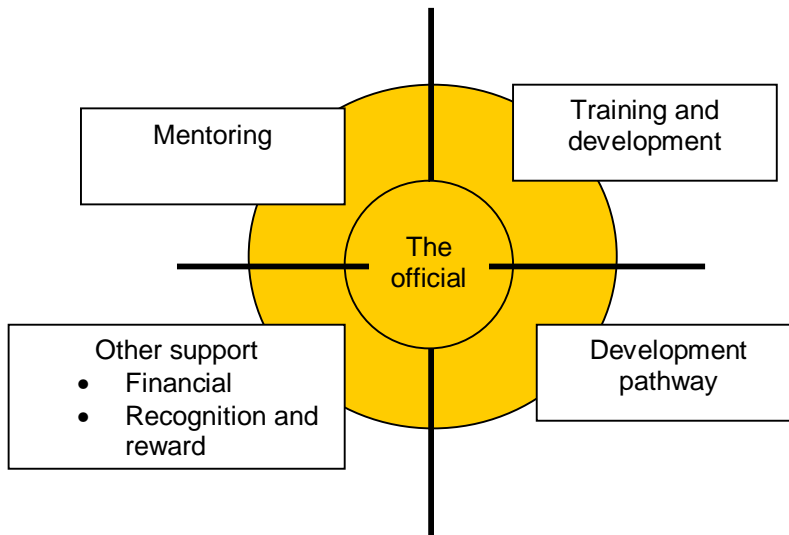 Mentoring
Training and
development
The
official
Other support
• Financial
• Recognition and
reward
Development
pathway